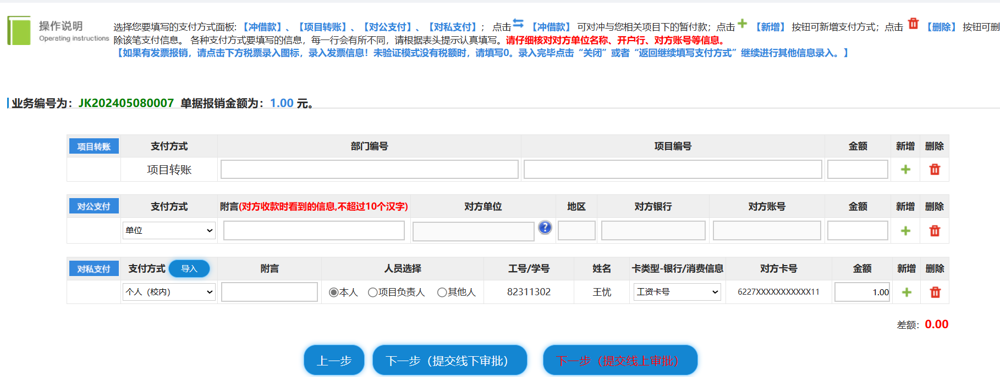 操作说明
Operating instructions
选择您要填写的支付方式面板:【冲借款】、【项目转账】、【对公支付】、【对私支付】； 点击 【冲借款】 可对冲与您相关项目下的暂付款；点击 【新增】 按钮可新增支付方式；点击 【删除】 按钮可删
除该笔支付信息。 各种支付方式要填写的信息，每一行会有所不同，请根据表头提示认真填写。请仔细核对对方单位名称、开户行、对方账号等信息。
【如果有发票报销，请点击下方税票录入图标，录入发票信息！未验证模式没有税额时，请填写0。录入完毕点击“关闭”或者“返回继续填写支付方式”继续进行其他信息录入。】
业务编号为：JK202405080007 单据报销金额为：1.00 元。
项目转账 支付方式 部门编号 项目编号 金额 新增 删除
项目转账
对公支付 支付方式 附言(对方收款时看到的信息,不超过10个汉字) 对方单位 地区 对方银行 对方账号 金额 新增 删除
单位 ?
对私支付 支付方式 导入 附言 人员选择 工号/学号 姓名 卡类型-银行/消费信息 对方卡号 金额 新增 删除
个人（校内） 本人 项目负责人 其他人 82311302 王忧 工资卡号 6227XXXXXXXXXXX11 1.00
差额：0.00
上一步 下一步（提交线下审批） 下一步（提交线上审批）